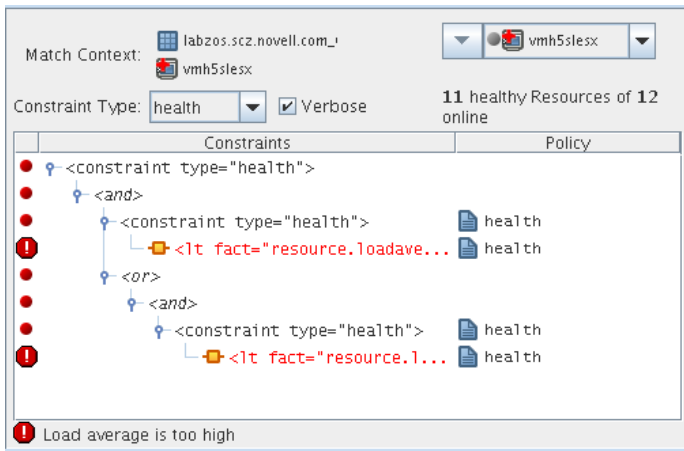 Match Context:
labzos.scz.novell.com_
vmh5slesx
vmh5slesx
Constraint Type: health Verbose
11 healthy Resources of 12
online
Constraints Policy
<constraint type="health">
<and>
<constraint type="health"> health
<lt fact="resource.loadave... health
<or>
<and>
<constraint type="health"> health
<lt fact="resource.l... health
Load average is too high